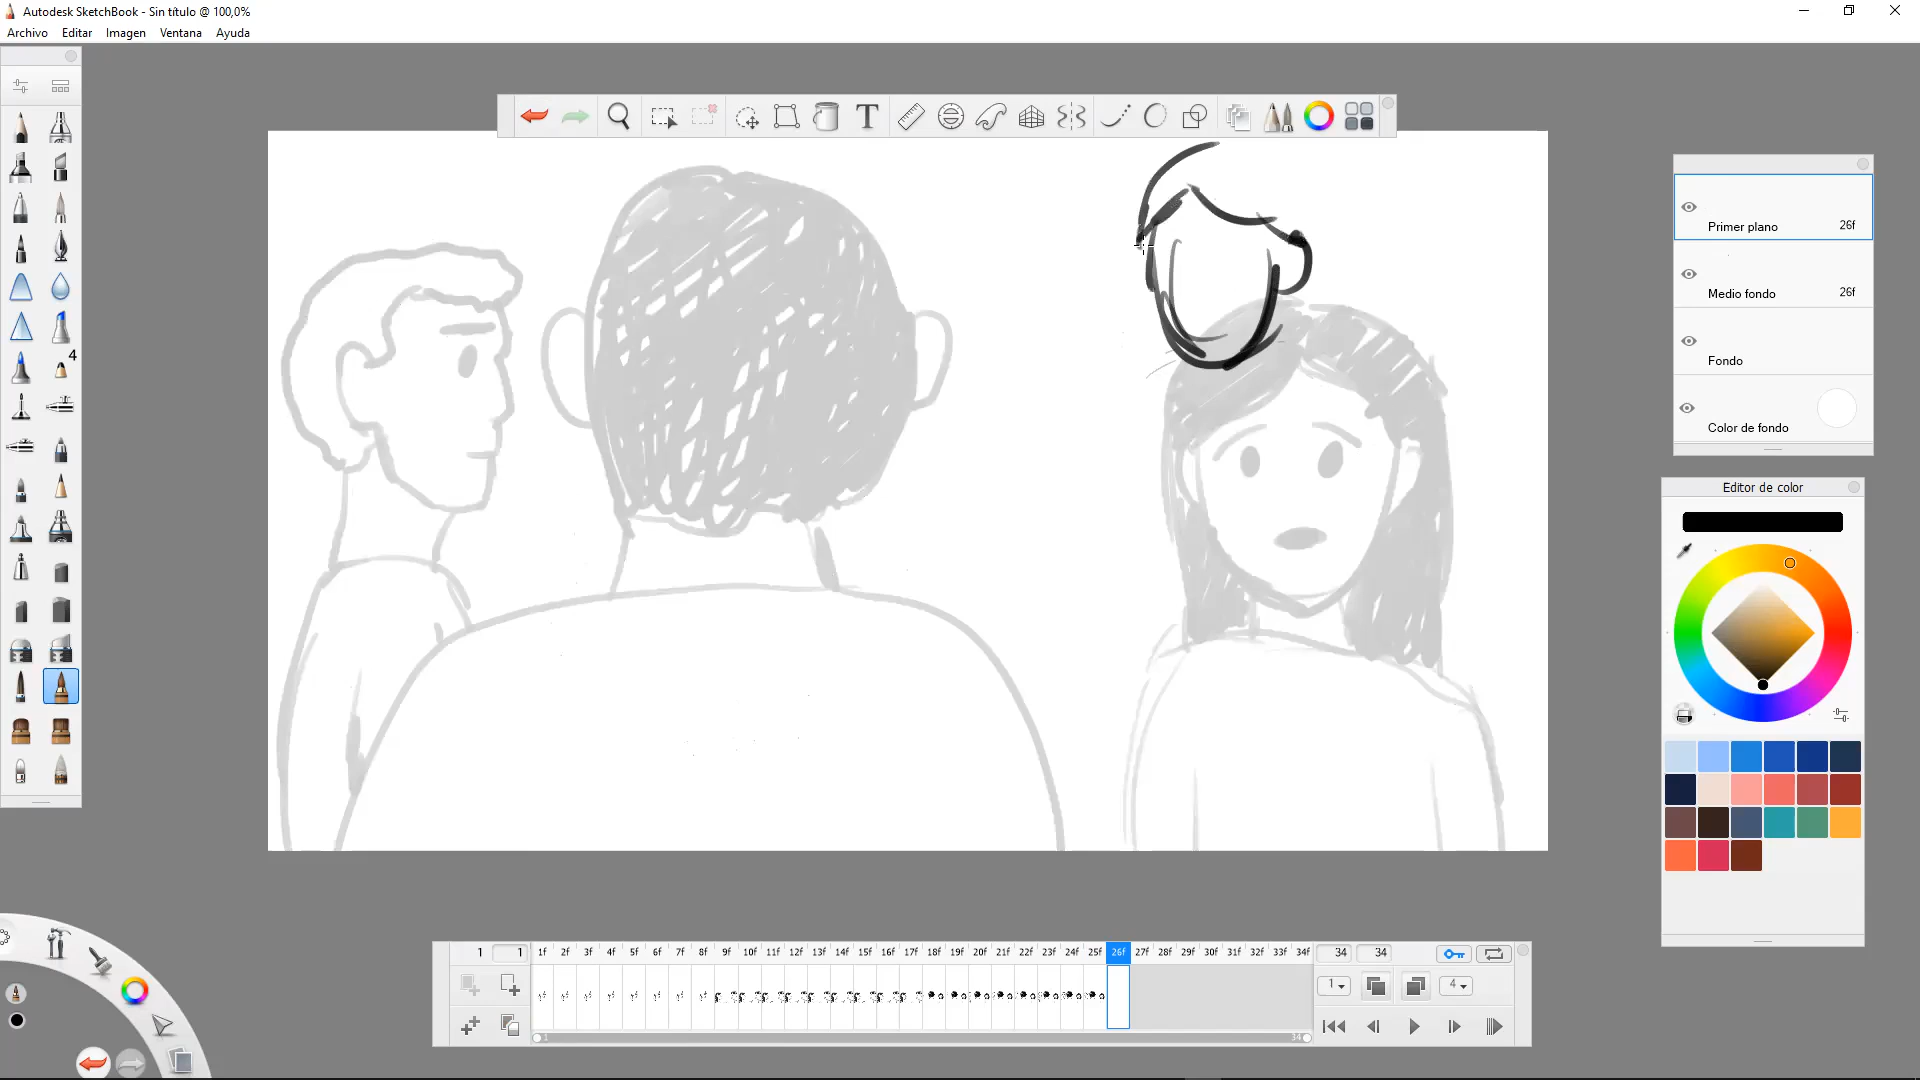 Autodesk SketchBook - Sin título @ 100,0%
Archivo Editar Imagen Ventana Ayuda
4
T
Primer plano 26f
Medio fondo 26f
Fondo
Color de fondo
Editor de color
1 1 1f 2f 3f 4f 5f 6f 7f 8f 9f 10f 11f 12f 13f 14f 15f 16f 17f 18f 19f 20f 21f 22f 23f 24f 25f 26f 27f 28f 29f 30f 31f 32f 33f 34f 34 34
1 4
1 34